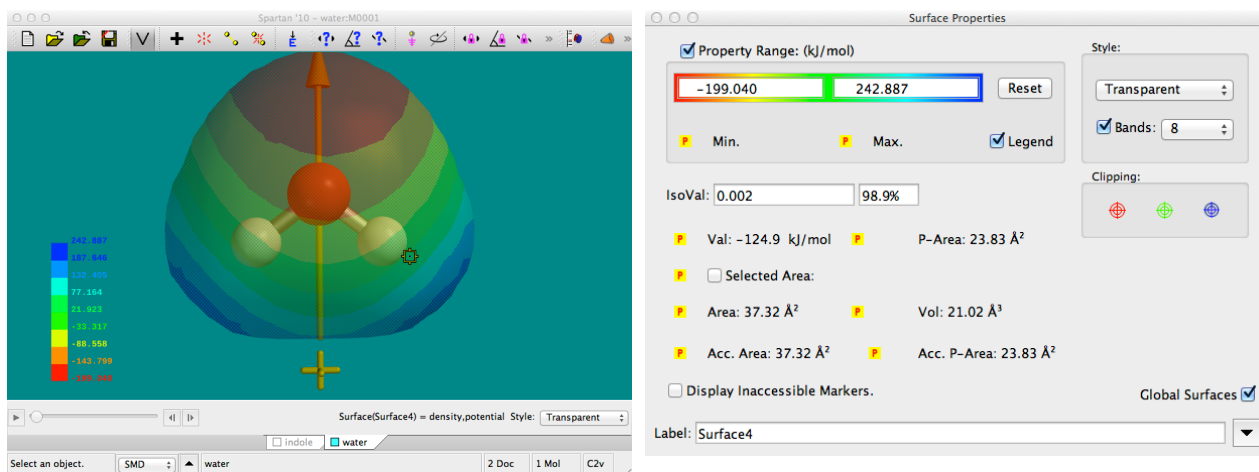 Spartan '10 - water:M0001
242.887
187.646
132.405
77.164
21.923
-33.317
-88.558
-143.799
Surface(Surface4) = density,potential Style: Transparent
indole
water
Select an object.
SMD
water
2 Doc
1 Mol
C2v
Surface Properties
Property Range: (kJ/mol)
-199.040
242.887
Reset
P Min.
P Max.
Legend
Style:
Transparent
Bands: 8
IsoVal: 0.002
98.9%
Clipping:
P Val: -124.9 kJ/mol
P P-Area: 23.83 Å²
P Selected Area:
P Area: 37.32 Å²
P Vol: 21.02 Å³
P Acc. Area: 37.32 Å²
P Acc. P-Area: 23.83 Å²
Display Inaccessible Markers.
Global Surfaces
Label: Surface4